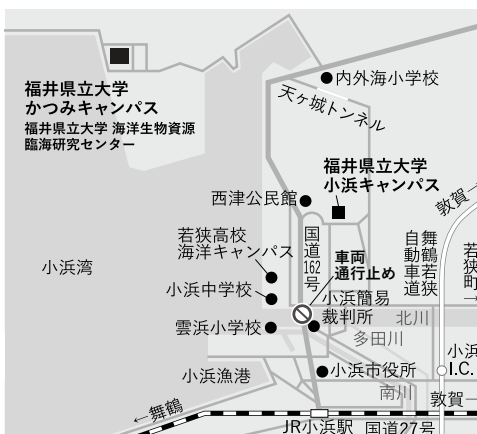 内外海小学校
天ヶ城トンネル
福井県立大学
かつみキャンパス
福井県立大学 海洋生物資源
臨海研究センター
福井県立大学
小浜キャンパス
西津公民館
敦賀→
国道162号
舞鶴若狭
自動車道
若狭町→
若狭高校
海洋キャンパス
車両
通行止め
小浜湾
小浜中学校
小浜簡易
裁判所
北川
雲浜小学校
多田川
小浜
I.C.
小浜漁港
小浜市役所
南川
敦賀→
←舞鶴
JR小浜駅
国道27号